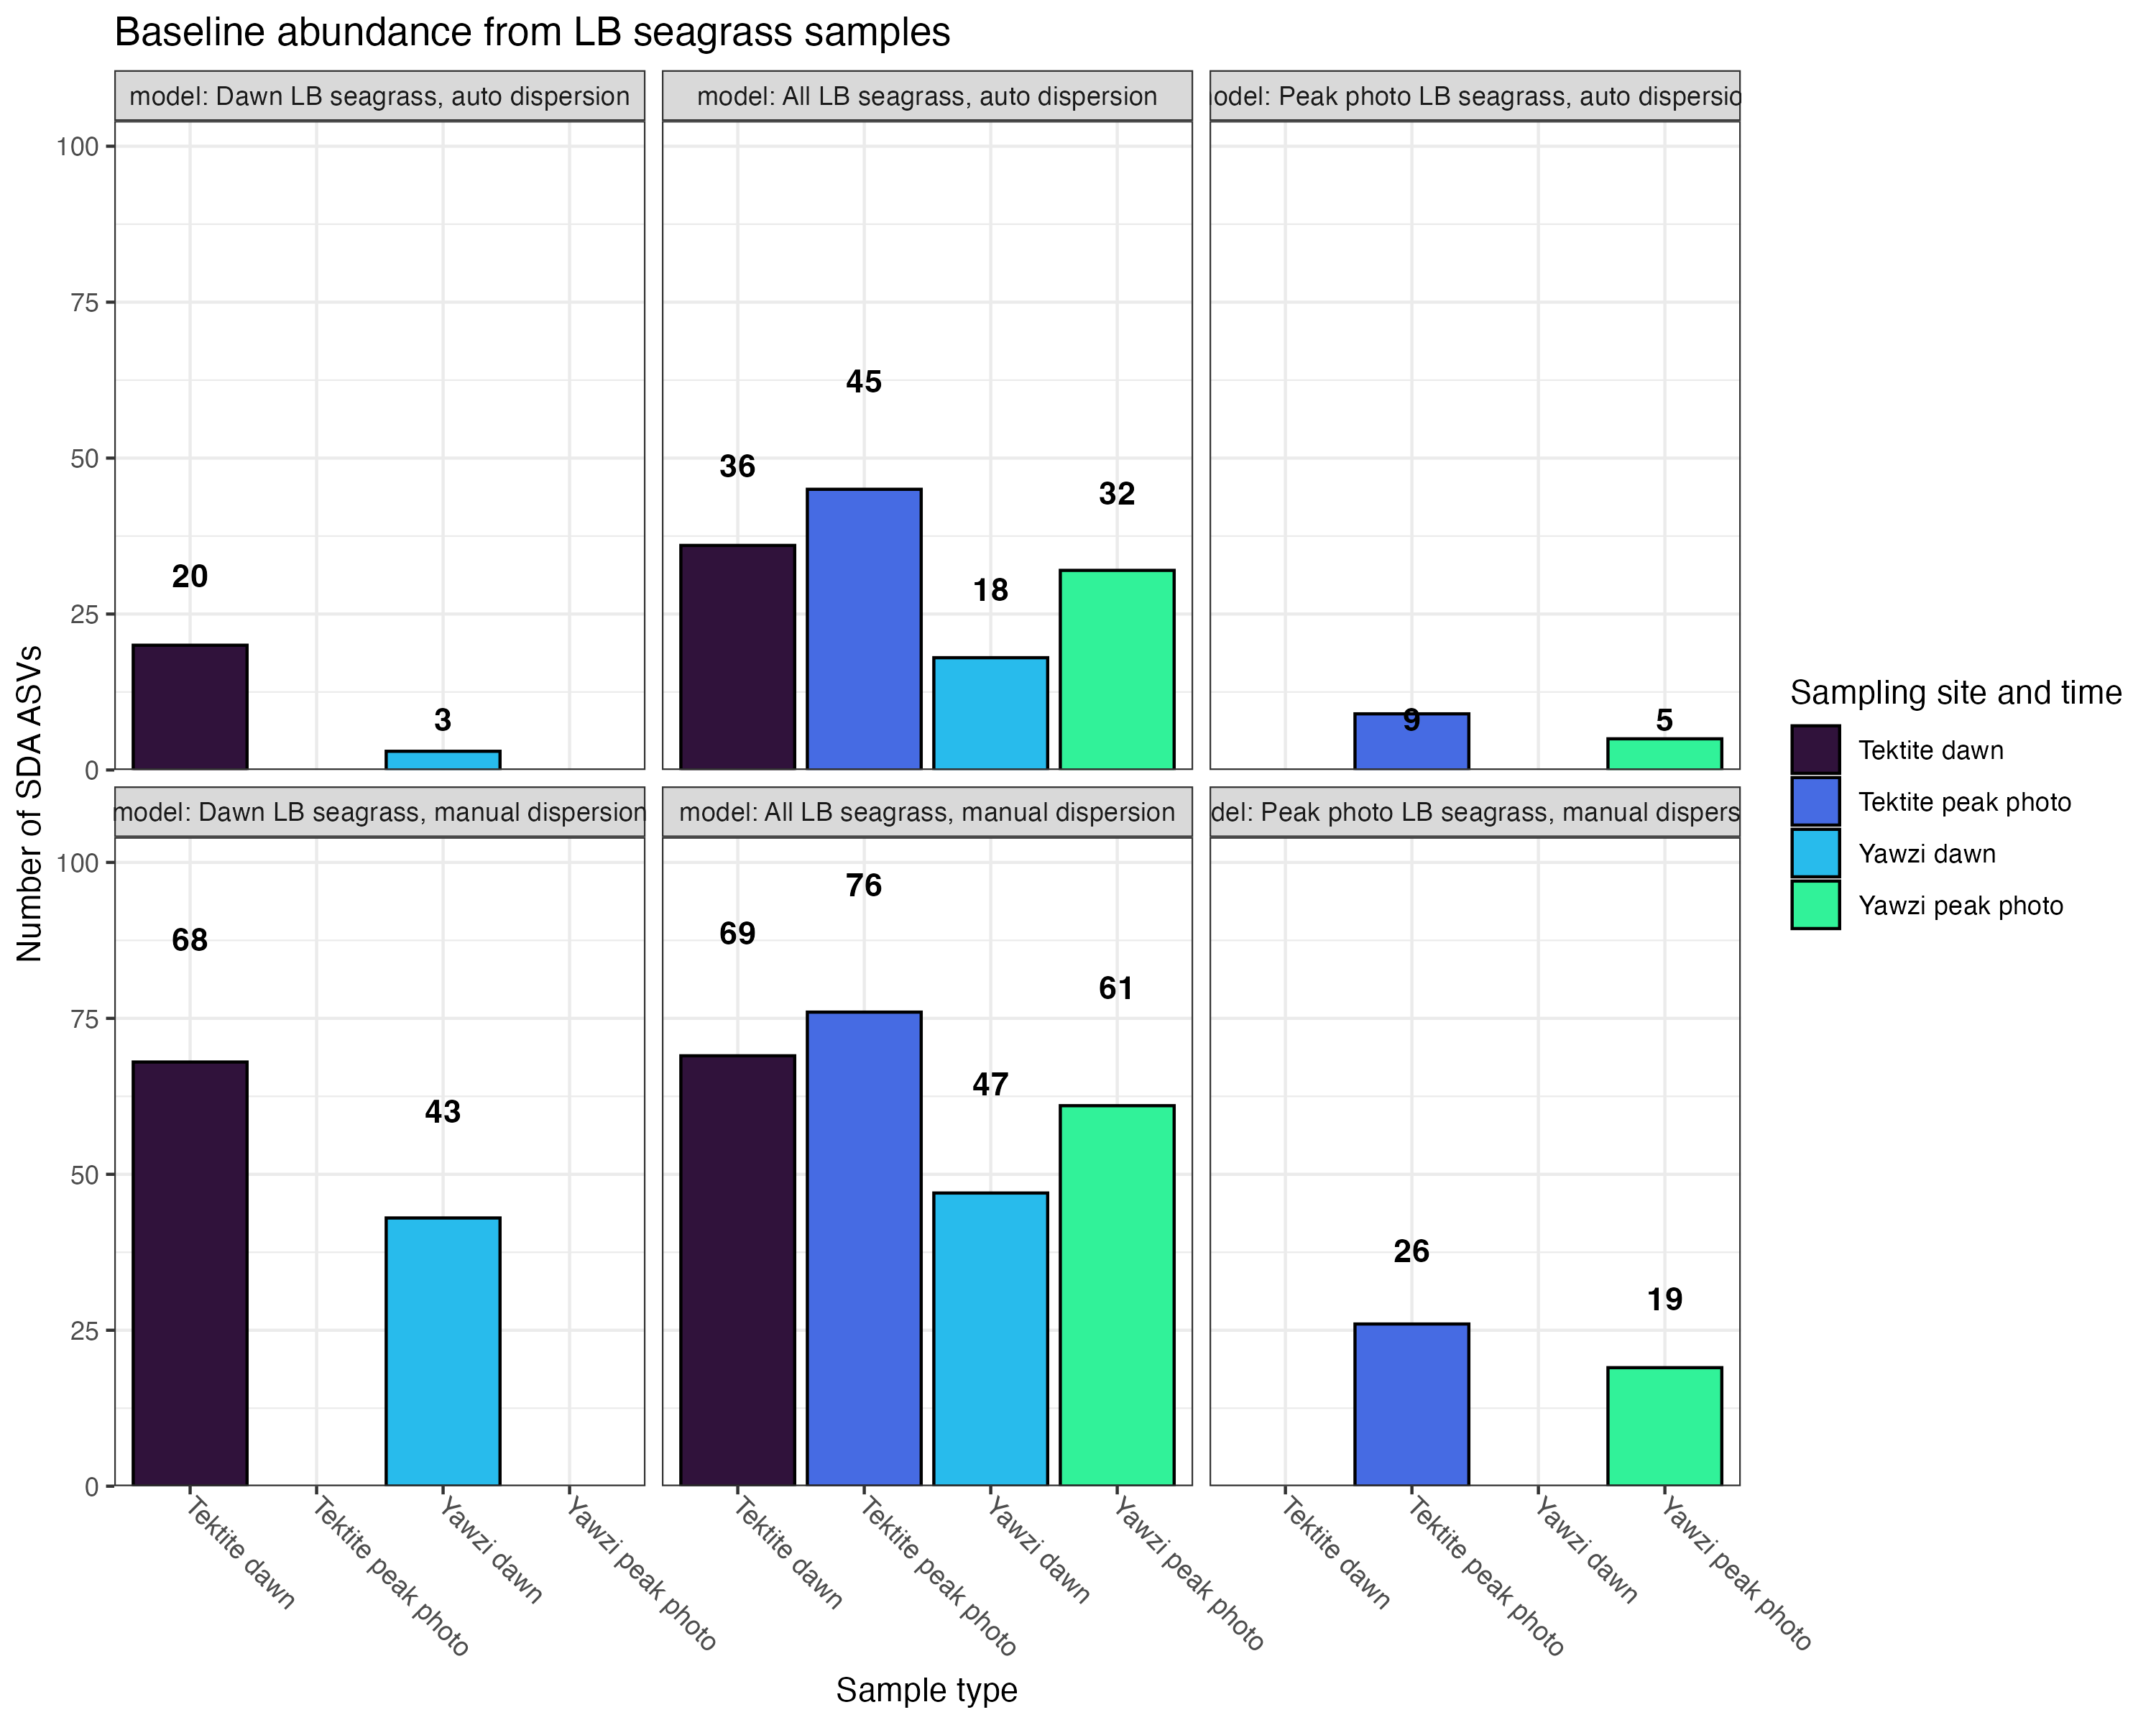 Baseline abundance from LB seagrass samples
model: Dawn LB seagrass, auto dispersion
model: All LB seagrass, auto dispersion
odel: Peak photo LB seagrass, auto dispersio
100
75
50
25
0
20
3
36
45
18
32
9
5
model: Dawn LB seagrass, manual dispersion
model: All LB seagrass, manual dispersion
del: Peak photo LB seagrass, manual dispers
100
75
50
25
0
68
43
69
76
47
61
26
19
Number of SDA ASVs
Tektite dawn
Tektite peak photo
Yawzi dawn
Yawzi peak photo
Tektite dawn
Tektite peak photo
Yawzi dawn
Yawzi peak photo
Tektite dawn
Tektite peak photo
Yawzi dawn
Yawzi peak photo
Sample type
Sampling site and time
Tektite dawn
Tektite peak photo
Yawzi dawn
Yawzi peak photo